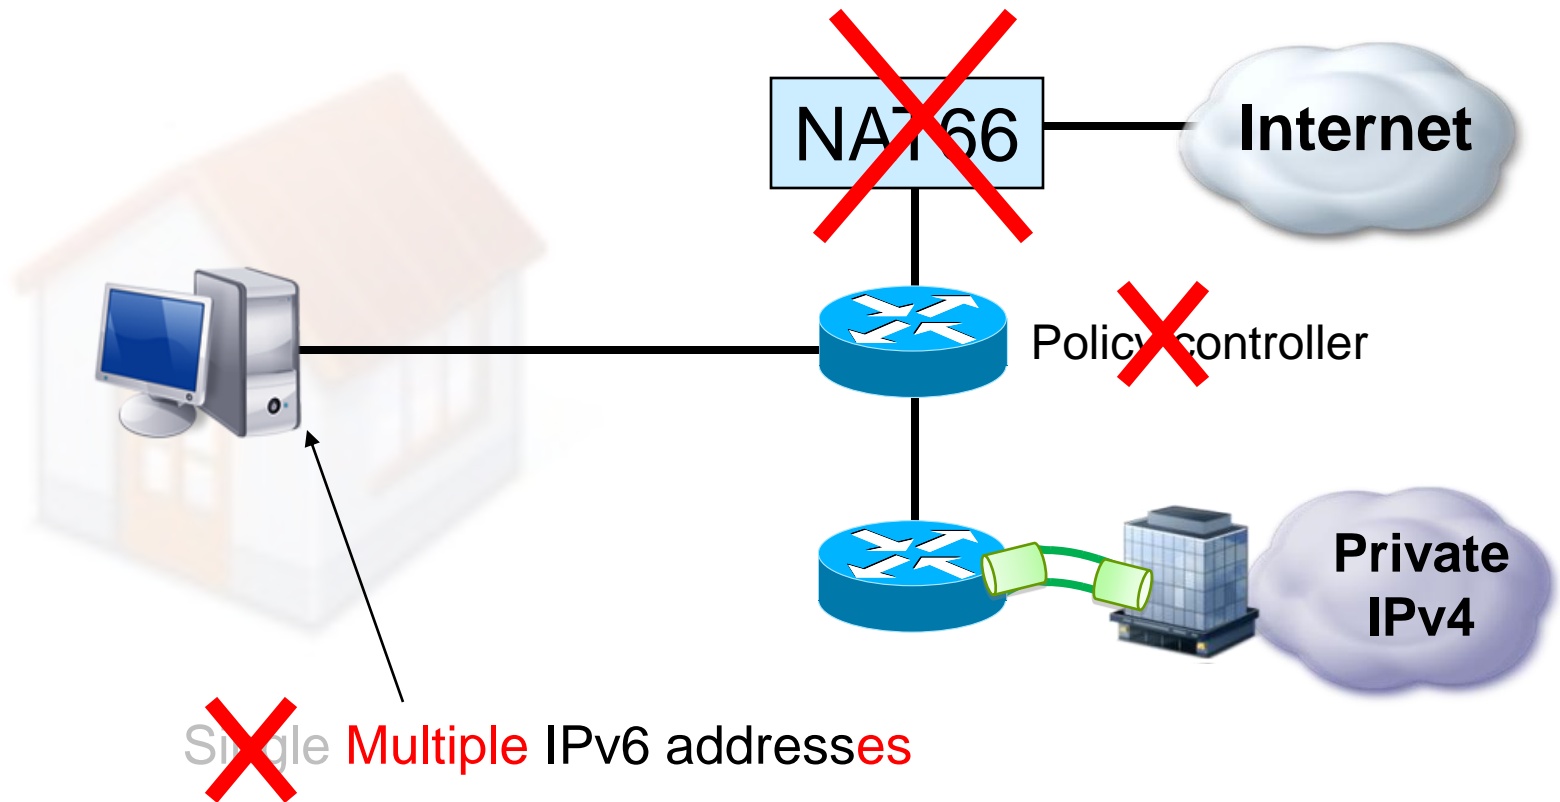 NAT66
Internet
Policy controller
Private
IPv4
Single Multiple IPv6 addresses